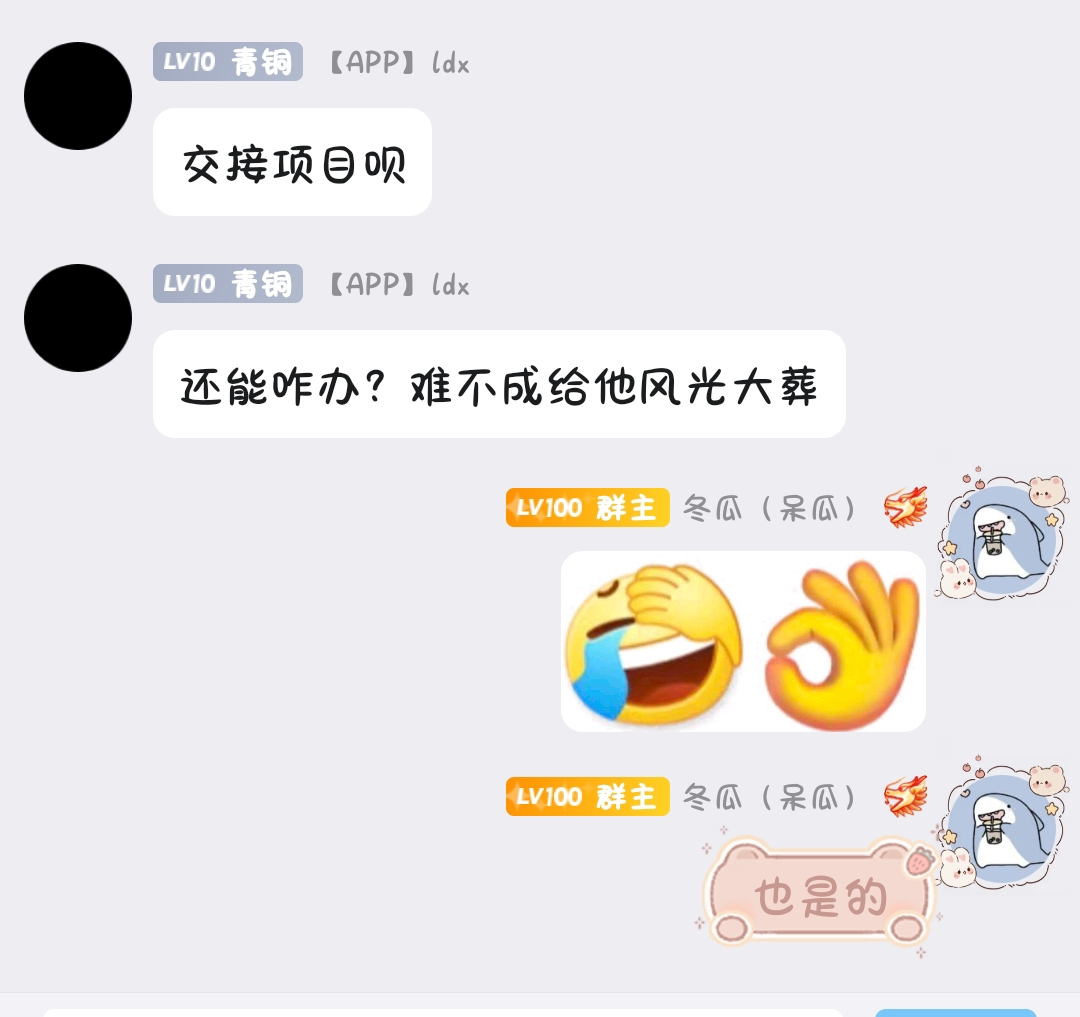 LV10 青铜 【APP】ldx
交接项目呗
LV10 青铜 【APP】ldx
还能咋办？难不成给他风光大葬
LV100 群主 冬瓜（呆瓜）
LV100 群主 冬瓜（呆瓜）
也是的